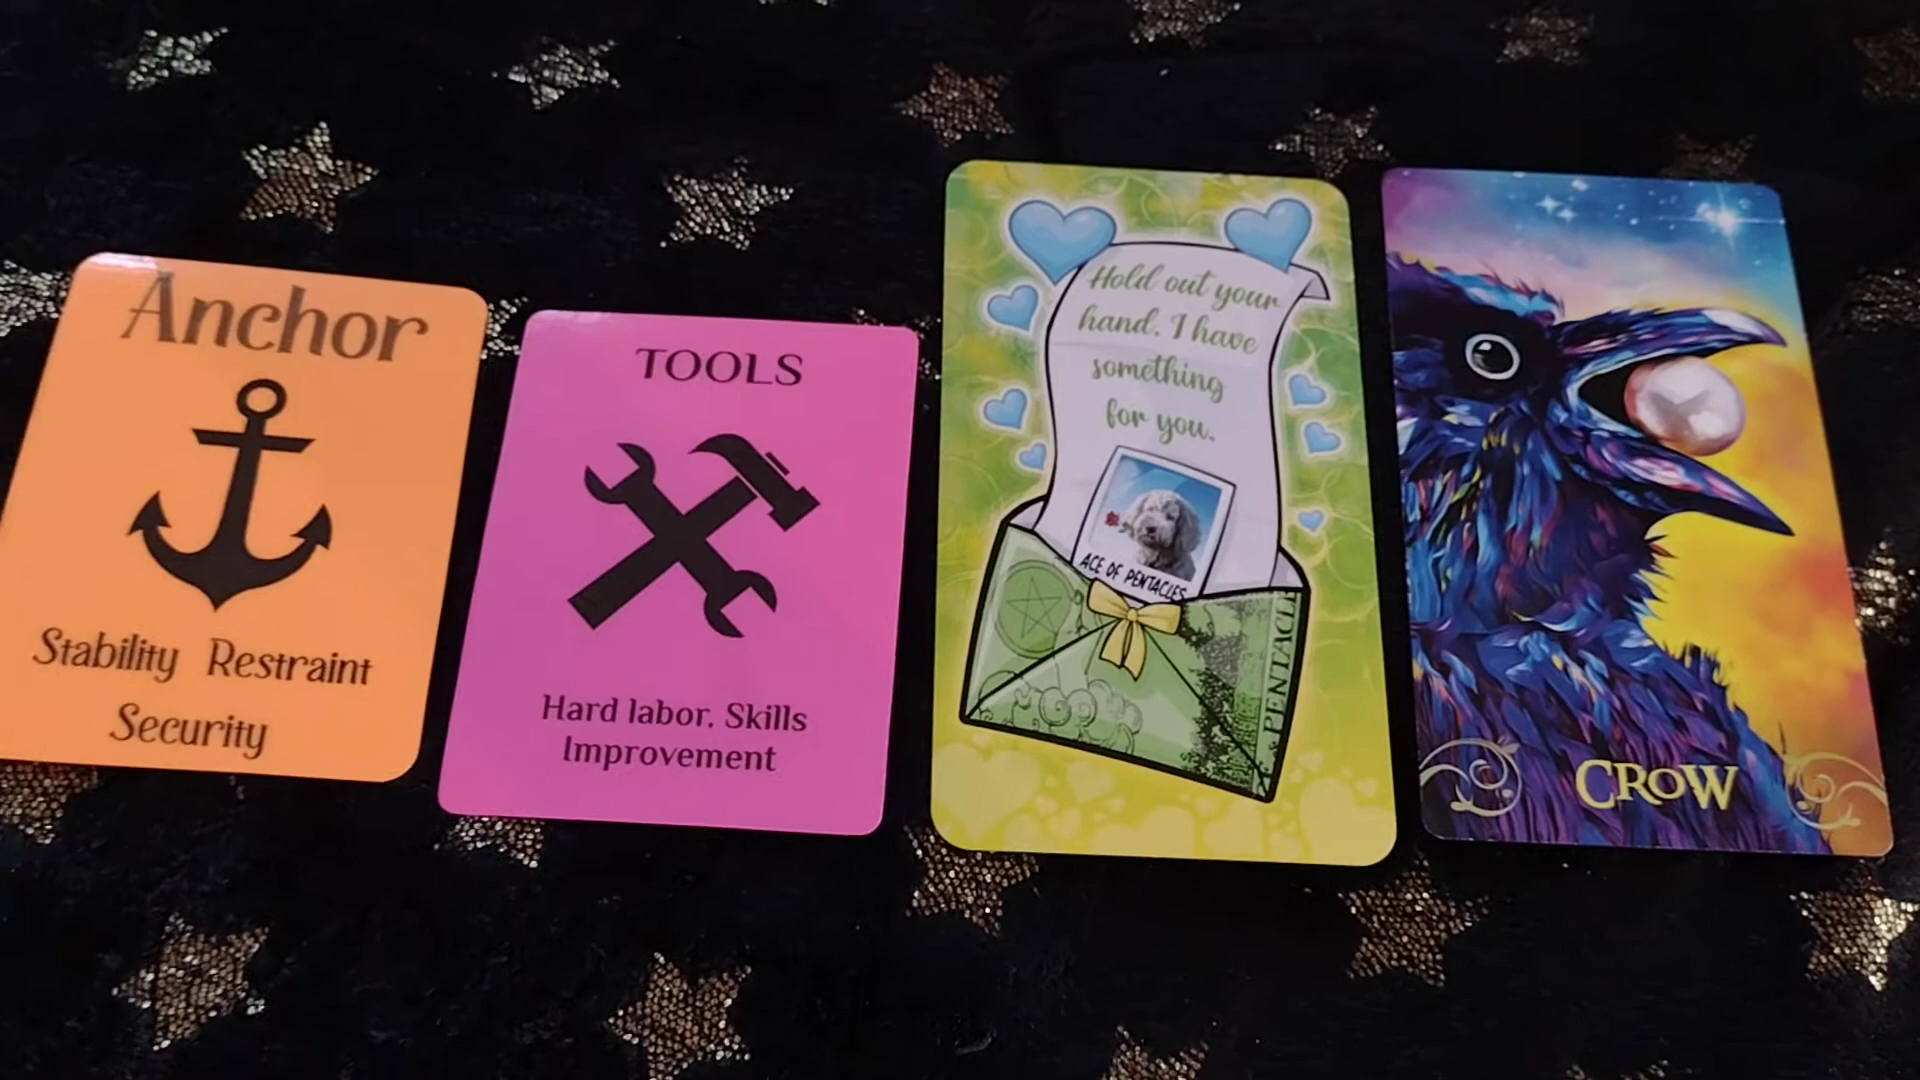 Anchor
Stability Restraint
Security
TOOLS
Hard labor. Skills
Improvement
Hold out your
hand. I have
something
for you.
ACE OF PENTACLES
PENTACLES
CROW